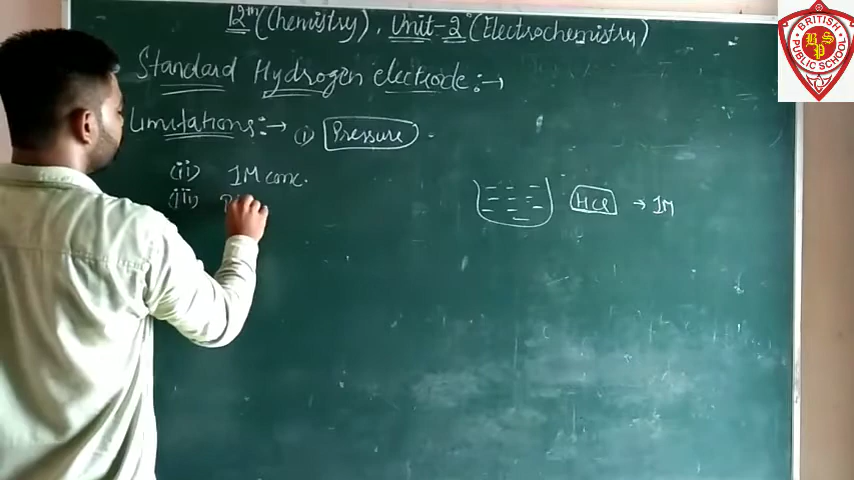 12th (Chemistry), Unit-2 (Electrochemistry)
Standard Hydrogen electrode :→
Limitations :→ (i) Pressure
(ii) 1M conc.
(iii)
HCl → 1M
BRITISH
PUBLIC SCHOOL
BPS